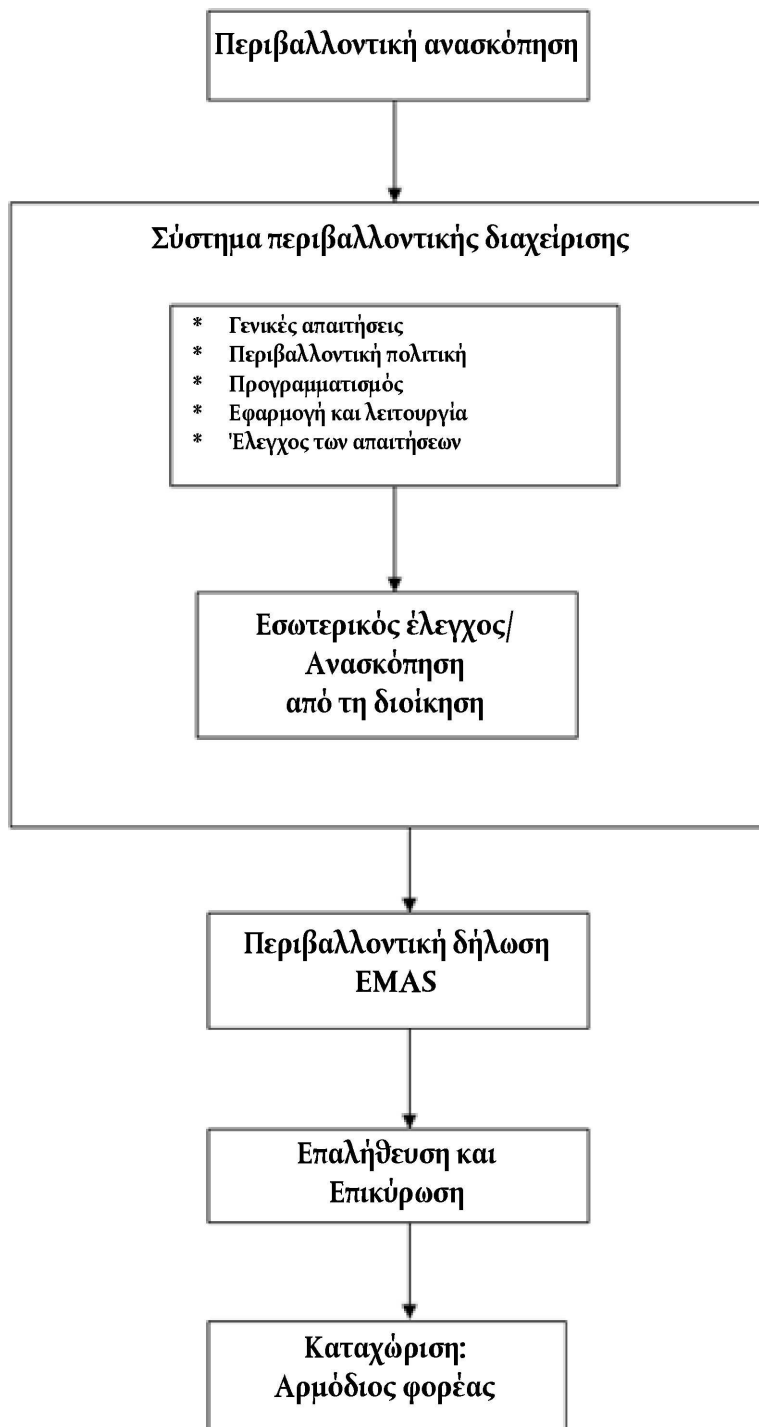 Περιβαλλοντική ανασκόπηση
Σύστημα περιβαλλοντικής διαχείρισης
* Γενικές απαιτήσεις
* Περιβαλλοντική πολιτική
* Προγραμματισμός
* Εφαρμογή και λειτουργία
* Έλεγχος των απαιτήσεων
Εσωτερικός έλεγχος/
Ανασκόπηση
από τη διοίκηση
Περιβαλλοντική δήλωση
EMAS
Επαλήθευση και
Επικύρωση
Καταχώριση:
Αρμόδιος φορέας